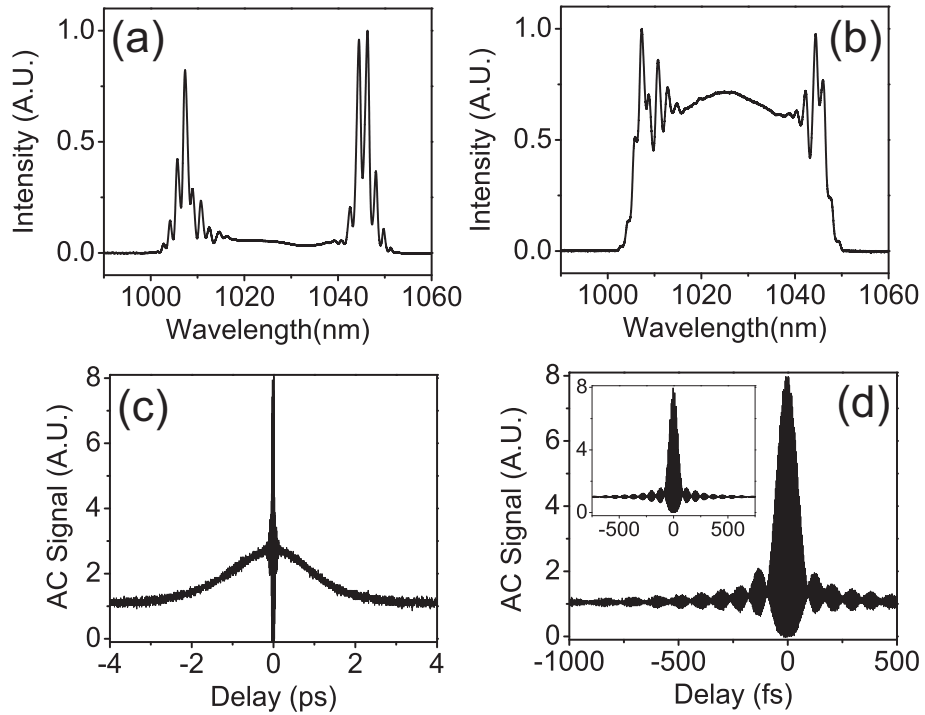 (a)
1.0
0.5
0.0
Intensity (A.U.)
1000 1020 1040 1060
Wavelength(nm)
(b)
1.0
0.5
0.0
Intensity (A.U.)
1000 1020 1040 1060
Wavelength(nm)
(c)
8
6
4
2
0
AC Signal (A.U.)
-4 -2 0 2 4
Delay (ps)
(d)
8
6
4
2
0
AC Signal (A.U.)
8
4
0
-500 0 500
-1000 -500 0 500
Delay (fs)